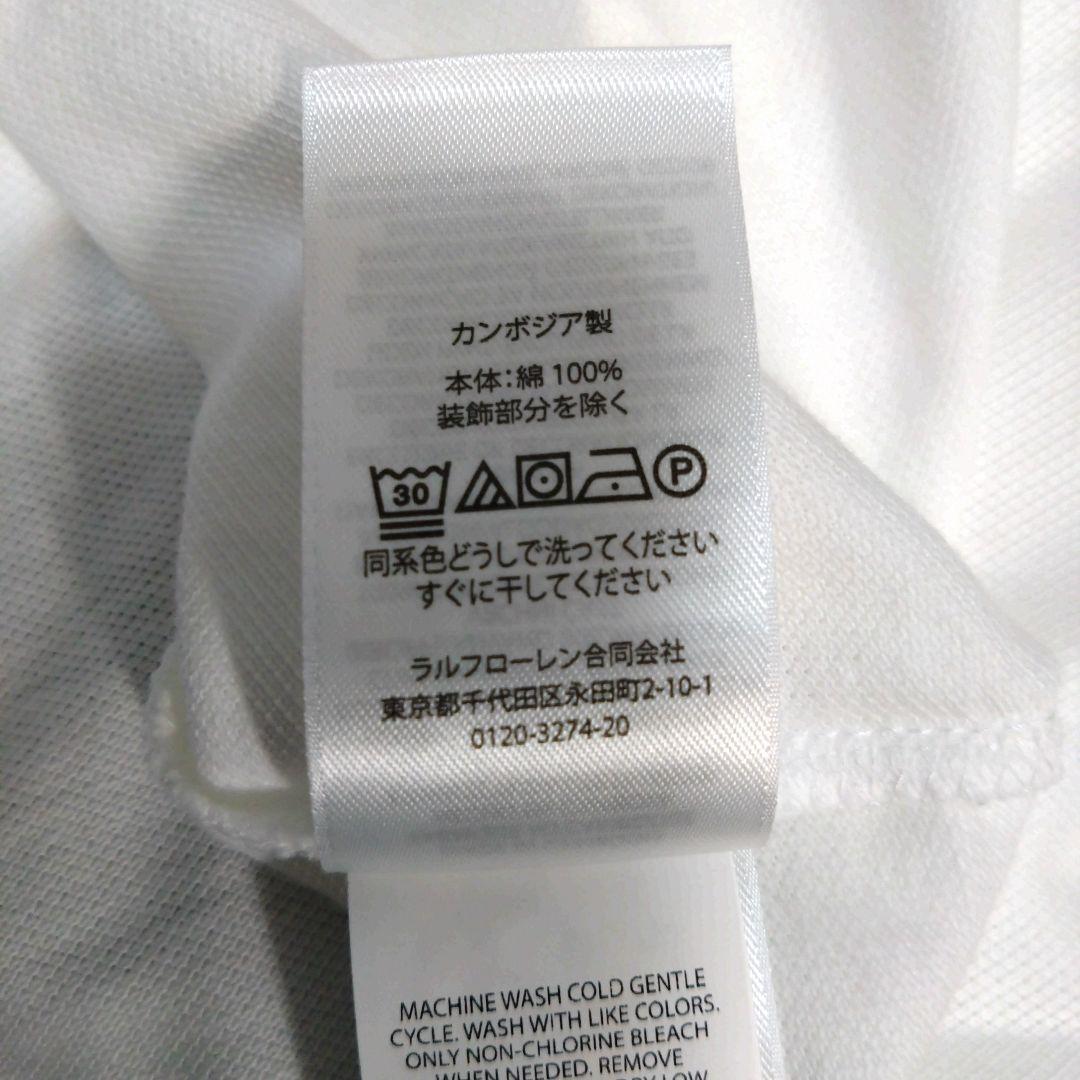 カンボジア製
本体:綿 100%
装飾部分を除く
30 P
同系色どうしで洗ってください
すぐに干してください
ラルフローレン合同会社
東京都千代田区永田町2-10-1
0120-3274-20
MACHINE WASH COLD GENTLE
CYCLE. WASH WITH LIKE COLORS.
ONLY NON-CHLORINE BLEACH
WHEN NEEDED. REMOVE
DRY LOW